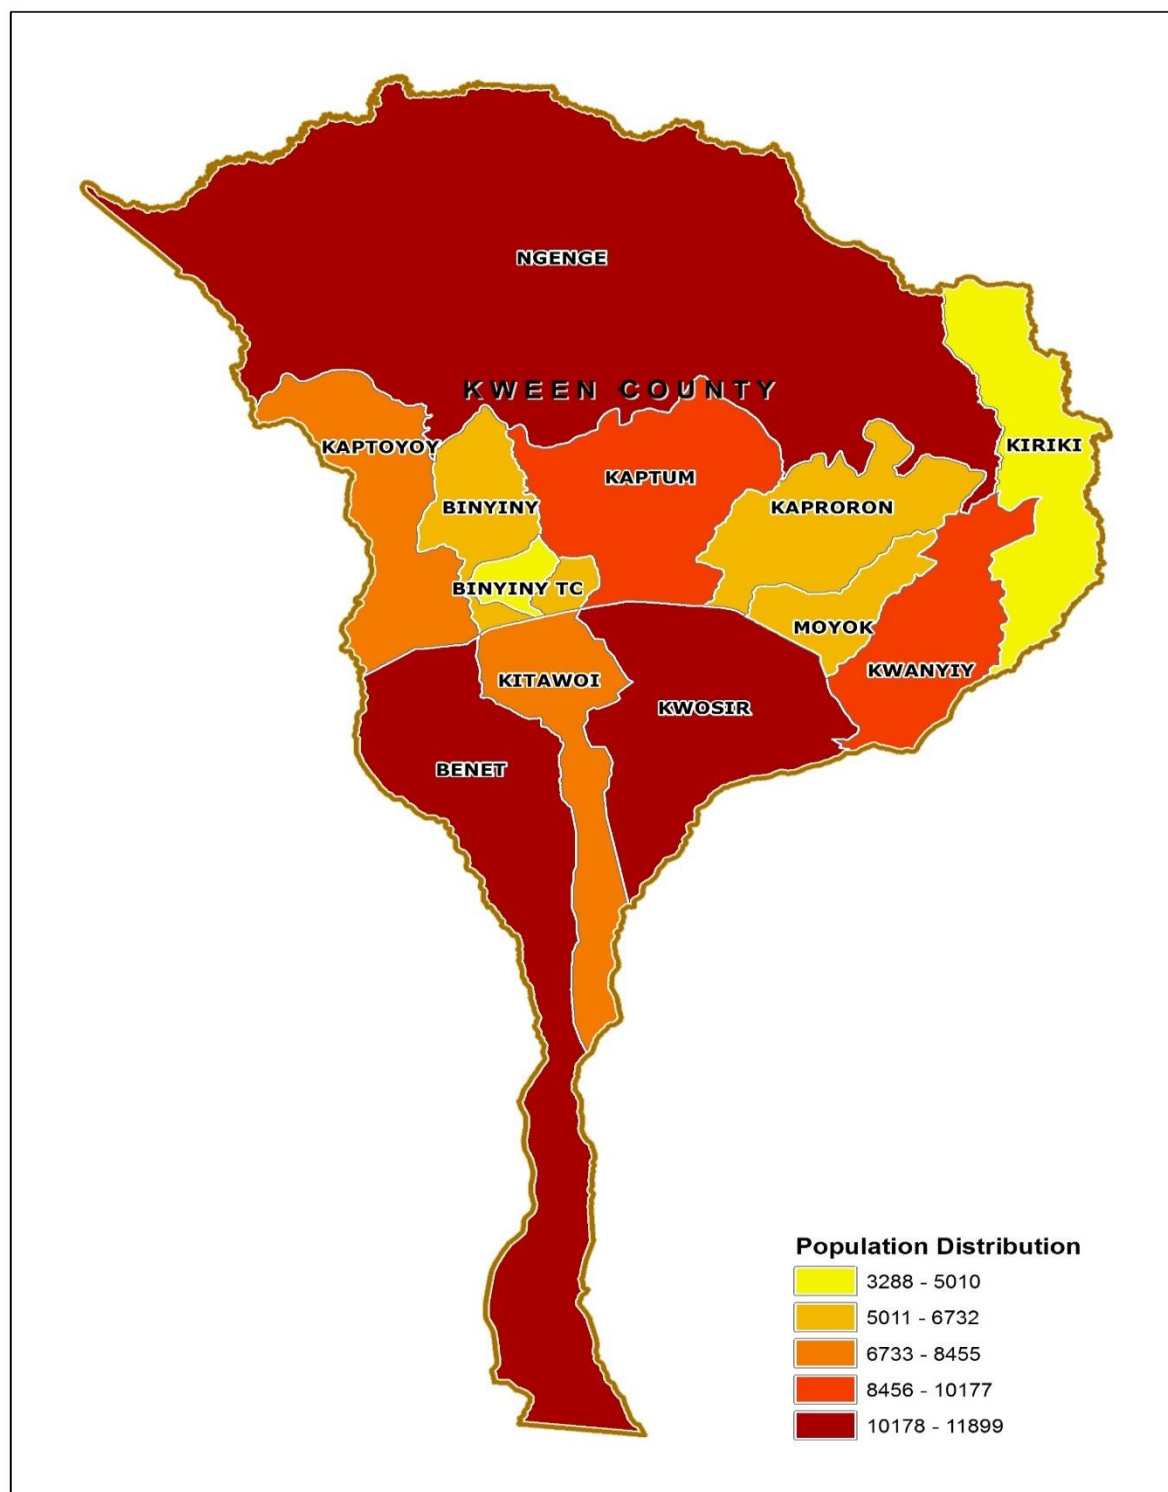 NGENGE
KWEEN COUNTY
KAPTOYOY
KIRIKI
KAPTUM
BINYINY
KAPRORON
BINYINY TC
MOYOK
KWANYIY
KITAWOI
KWOSIR
BENET
Population Distribution
3288 - 5010
5011 - 6732
6733 - 8455
8456 - 10177
10178 - 11899